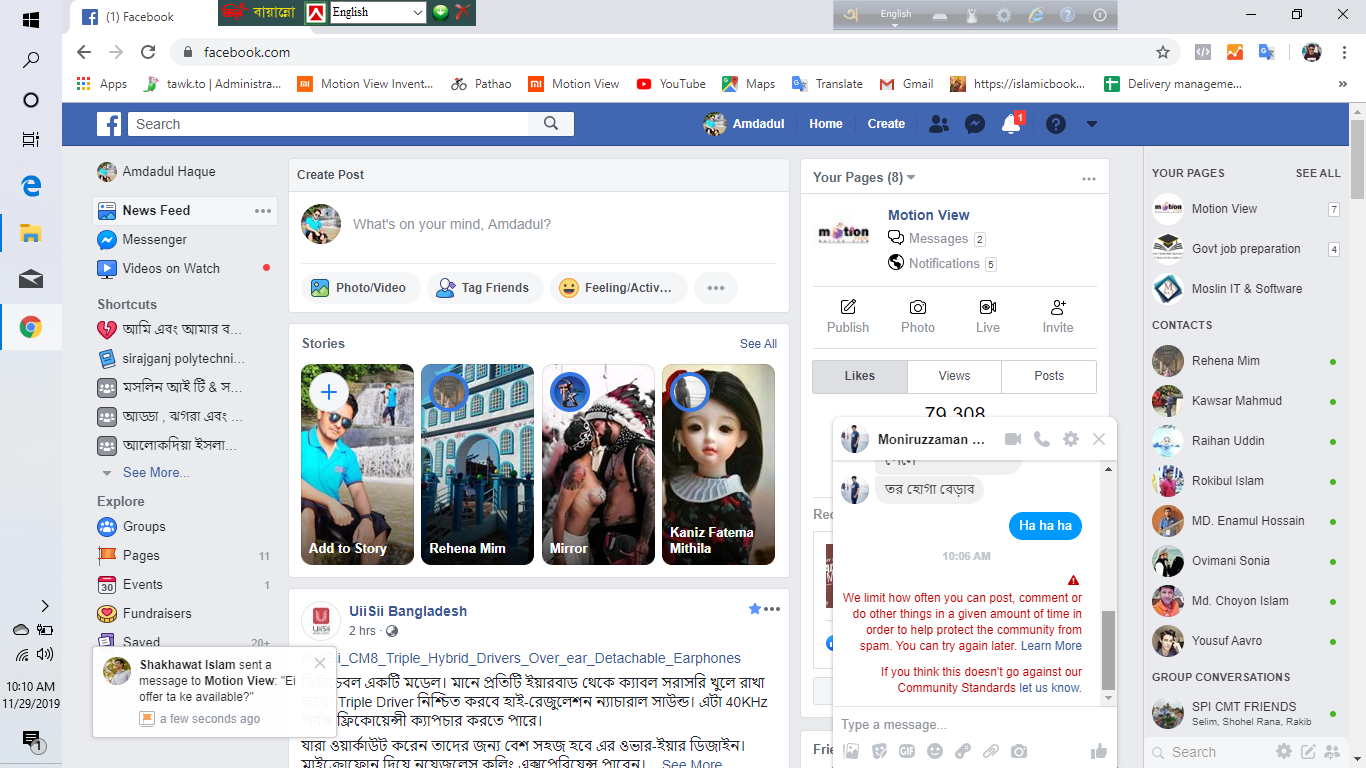 (1) Facebook
বায়ান্নো
English
অ
English
facebook.com
Apps
tawk.to | Administra...
Motion View Invent...
Pathao
Motion View
YouTube
Maps
Translate
Gmail
https://islamicbook...
Delivery manageme...
»
Search
Amdadul
Home
Create
1
Amdadul Haque
News Feed
Messenger
Videos on Watch
Shortcuts
আমি এবং আমার ব...
sirajganj polytechni...
মসলিন আই টি & স...
আড্ডা , ঝগরা এবং ...
আলোকদিয়া ইসলা...
See More...
Explore
Groups
Pages 11
Events 1
Fundraisers
Saved 20+
Create Post
What's on your mind, Amdadul?
Photo/Video
Tag Friends
Feeling/Activ...
Stories
See All
Add to Story
Rehena Mim
Mirror
Kaniz Fatema
Mithila
UiiSii
UiiSii Bangladesh
2 hrs ·
i_CM8_Triple_Hybrid_Drivers_Over_ear_Detachable_Earphones
একটি মডেল। মানে প্রতিটি ইয়ারবাড থেকে ক্যাবল সরাসরি খুলে রাখা
Triple Driver নিশ্চিত করবে হাই-রেজুলেশন ন্যাচারাল সাউন্ড। এটা 40KHz
ফ্রিকোয়েন্সী ক্যাপচার করতে পারে।
যারা ওয়ার্কাউট করেন তাদের জন্য বেশ সহজ হবে এর ওভার-ইয়ার ডিজাইন।
মাইক্রোফোন দিয়ে নয়েজলেস কলিং এক্সপেরিয়েন্স পাবেন।... See More
Your Pages (8)
motion
Motion View
Messages 2
Notifications 5
Publish
Photo
Live
Invite
Likes
Views
Posts
79,308
Rec
Frie
Moniruzzaman ...
পেলে
তর হোগা বেড়াব
Ha ha ha
10:06 AM
We limit how often you can post, comment or
do other things in a given amount of time in
order to help protect the community from
spam. You can try again later. Learn More
If you think this doesn't go against our
Community Standards let us know.
Type a message...
GIF
YOUR PAGES
SEE ALL
motion
Motion View 7
Govt job preparation 4
Moslin IT & Software
CONTACTS
Rehena Mim
Kawsar Mahmud
Raihan Uddin
Rokibul Islam
MD. Enamul Hossain
Ovimani Sonia
Md. Choyon Islam
Yousuf Aavro
GROUP CONVERSATIONS
SPI CMT FRIENDS
Selim, Shohel Rana, Rakib
Search
Shakhawat Islam sent a
message to Motion View: "Ei
offer ta ke available?"
a few seconds ago
10:10 AM
11/29/2019
1